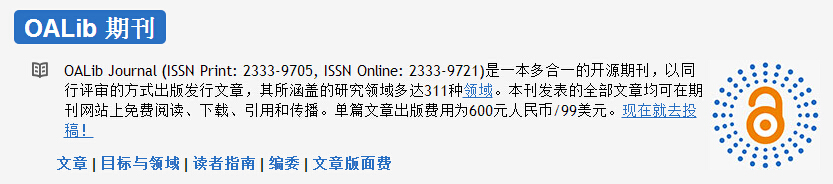 OALib 期刊
OALib Journal (ISSN Print: 2333-9705, ISSN Online: 2333-9721)是一本多合一的开源期刊，以同
行评审的方式出版发行文章，其所涵盖的研究领域多达311种领域。本刊发表的全部文章均可在期
刊网站上免费阅读、下载、引用和传播。单篇文章出版费用为600元人民币/99美元。现在就去投
稿！
文章 | 目标与领域 | 读者指南 | 编委 | 文章版面费